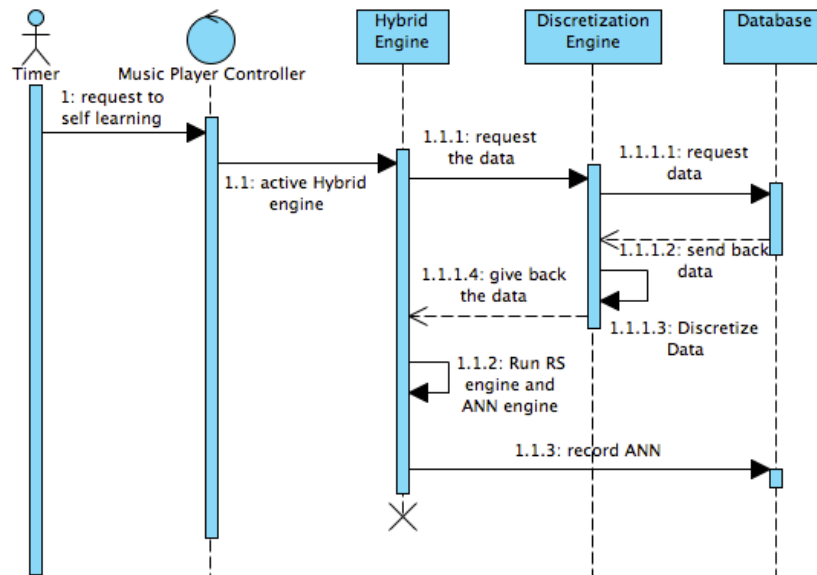 Timer
Music Player Controller
Hybrid
Engine
Discretization
Engine
Database
1: request to
self learning
1.1: active Hybrid
engine
1.1.1: request
the data
1.1.1.1: request
data
1.1.1.2: send back
data
1.1.1.3: Discretize
Data
1.1.1.4: give back
the data
1.1.2: Run RS
engine and
ANN engine
1.1.3: record ANN